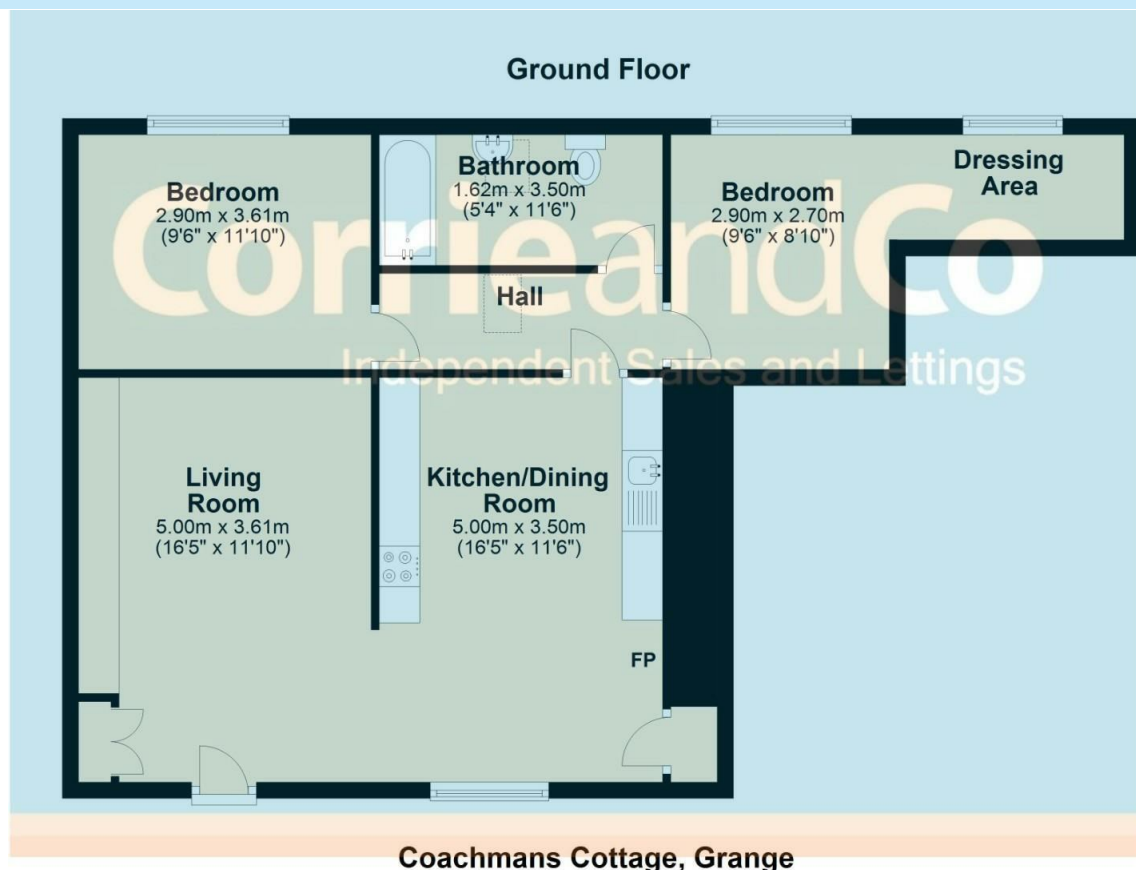 Ground Floor
Bedroom
2.90m x 3.61m
(9'6" x 11'10")
Bathroom
1.62m x 3.50m
(5'4" x 11'6")
Bedroom
2.90m x 2.70m
(9'6" x 8'10")
Dressing
Area
CorrieandCo
Hall
Independent Sales and Lettings
Living
Room
5.00m x 3.61m
(16'5" x 11'10")
Kitchen/Dining
Room
5.00m x 3.50m
(16'5" x 11'6")
FP
Coachmans Cottage, Grange